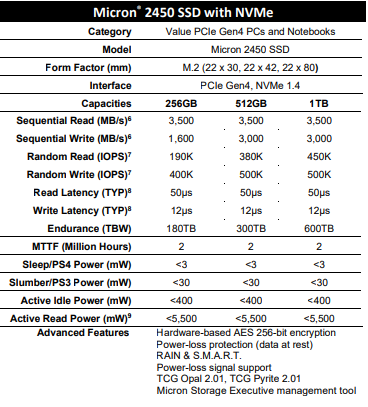 Micron® 2450 SSD with NVMe
Category Value PCIe Gen4 PCs and Notebooks
Model Micron 2450 SSD
Form Factor (mm) M.2 (22 x 30, 22 x 42, 22 x 80)
Interface PCIe Gen4, NVMe 1.4
Capacities 256GB 512GB 1TB
Sequential Read (MB/s)⁶ 3,500 3,500 3,500
Sequential Write (MB/s)⁶ 1,600 3,000 3,000
Random Read (IOPS)⁷ 190K 380K 450K
Random Write (IOPS)⁷ 400K 500K 500K
Read Latency (TYP)⁸ 50µs 50µs 50µs
Write Latency (TYP)⁸ 12µs 12µs 12µs
Endurance (TBW) 180TB 300TB 600TB
MTTF (Million Hours) 2 2 2
Sleep/PS4 Power (mW) <3 <3 <3
Slumber/PS3 Power (mW) <30 <30 <30
Active Idle Power (mW) <400 <400 <400
Active Read Power (mW)⁹ <5,500 <5,500 <5,500
Advanced Features Hardware-based AES 256-bit encryption
Power-loss protection (data at rest)
RAIN & S.M.A.R.T.
Power-loss signal support
TCG Opal 2.01, TCG Pyrite 2.01
Micron Storage Executive management tool